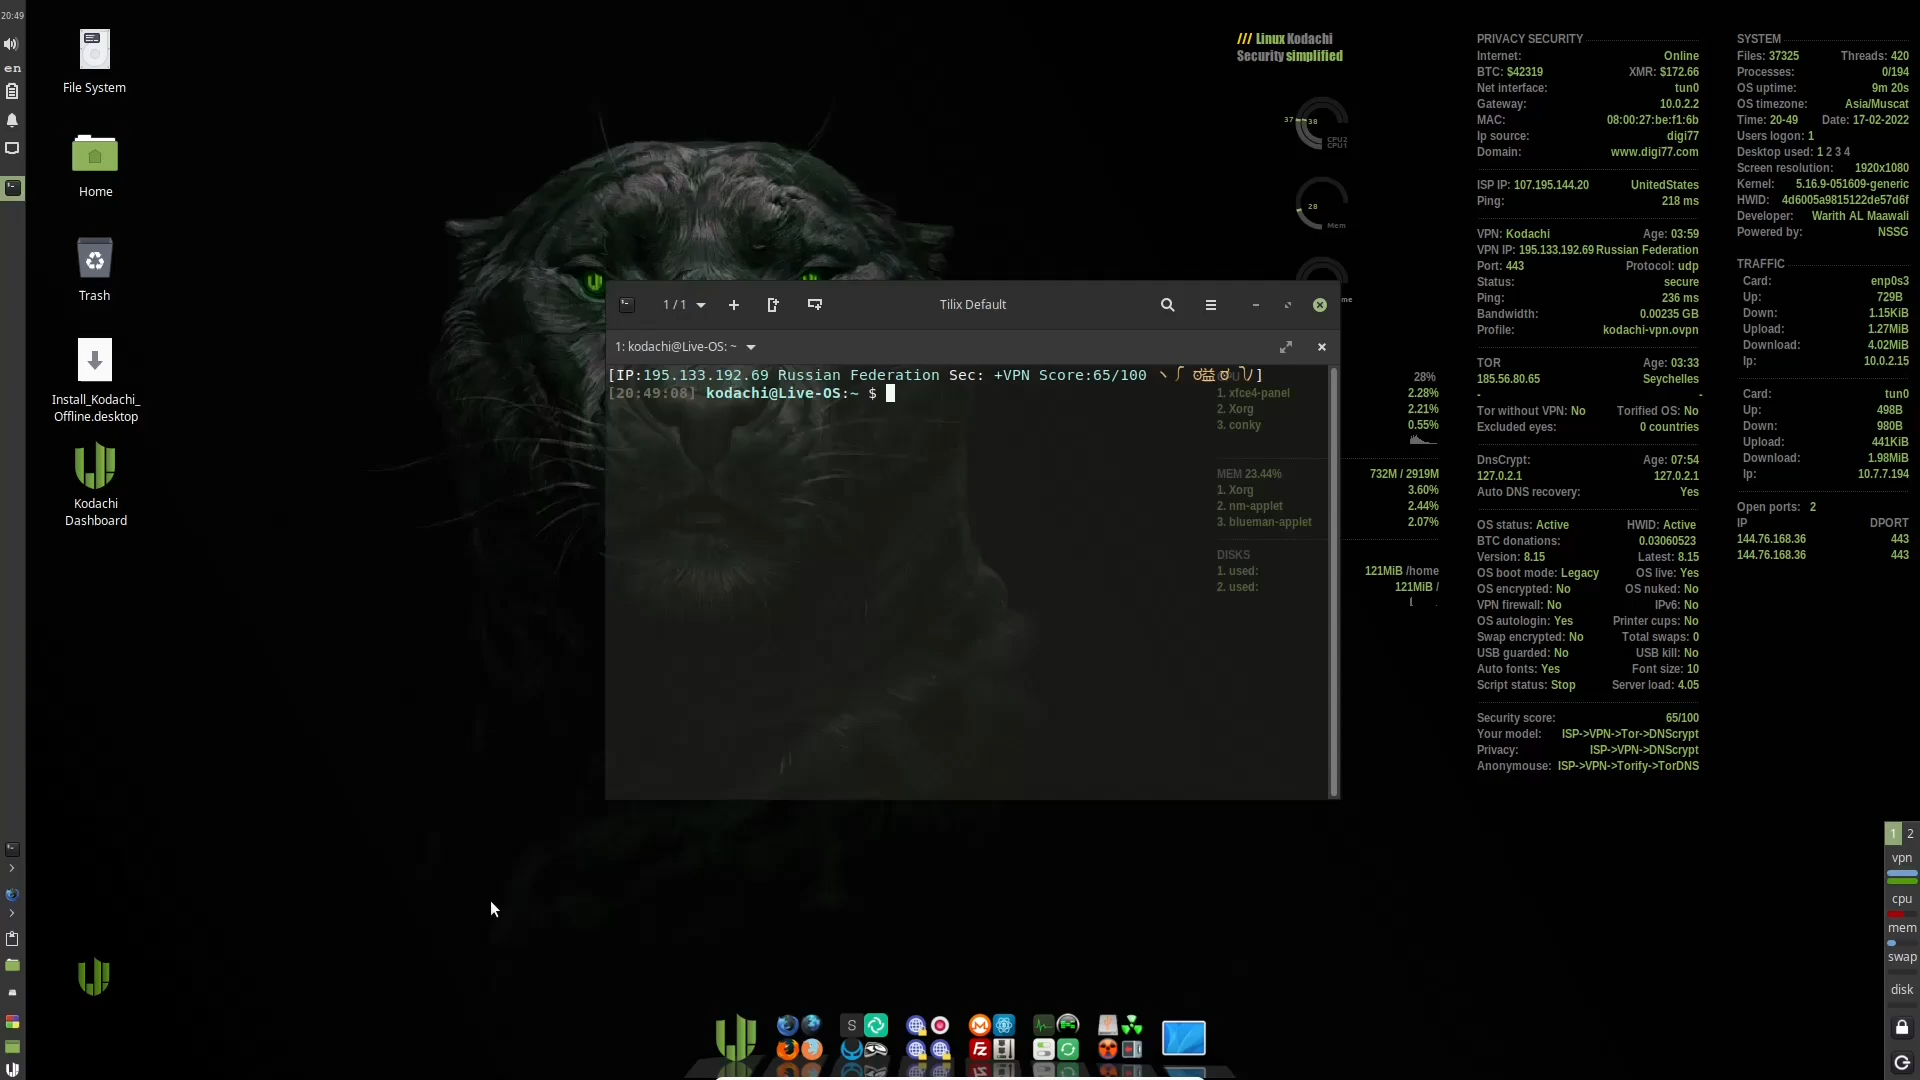 20:49
en
File System
Home
Trash
Install_Kodachi_
Offline.desktop
Kodachi
Dashboard
/// Linux Kodachi
Security simplified
37 38
CPU2
CPU1
28
Mem
me
1 / 1
Tilix Default
1: kodachi@Live-OS: ~
[IP:195.133.192.69 Russian Federation Sec: +VPN Score:65/100
[20:49:08] kodachi@Live-OS:~ $
28%
1. xfce4-panel 2.28%
2. Xorg 2.21%
3. conky 0.55%
MEM 23.44% 732M / 2919M
1. Xorg 3.60%
2. nm-applet 2.44%
3. blueman-applet 2.07%
DISKS
1. used: 121MiB /home
2. used: 121MiB /
PRIVACY SECURITY
Internet: Online
BTC: $42319 XMR: $172.66
Net interface: tun0
Gateway: 10.0.2.2
MAC: 08:00:27:be:f1:6b
Ip source: digi77
Domain: www.digi77.com
ISP IP: 107.195.144.20 UnitedStates
Ping: 218 ms
VPN: Kodachi Age: 03:59
VPN IP: 195.133.192.69 Russian Federation
Port: 443 Protocol: udp
Status: secure
Ping: 236 ms
Bandwidth: 0.00235 GB
Profile: kodachi-vpn.ovpn
TOR Age: 03:33
185.56.80.65 Seychelles
- -
Tor without VPN: No Torified OS: No
Excluded eyes: 0 countries
DnsCrypt: Age: 07:54
127.0.2.1 127.0.2.1
Auto DNS recovery: Yes
OS status: Active HWID: Active
BTC donations: 0.03060523
Version: 8.15 Latest: 8.15
OS boot mode: Legacy OS live: Yes
OS encrypted: No OS nuked: No
VPN firewall: No IPv6: No
OS autologin: Yes Printer cups: No
Swap encrypted: No Total swaps: 0
USB guarded: No USB kill: No
Auto fonts: Yes Font size: 10
Script status: Stop Server load: 4.05
Security score: 65/100
Your model: ISP->VPN->Tor->DNScrypt
Privacy: ISP->VPN->DNScrypt
Anonymouse: ISP->VPN->Torify->TorDNS
SYSTEM
Files: 37325 Threads: 420
Processes: 0/194
OS uptime: 9m 20s
OS timezone: Asia/Muscat
Time: 20-49 Date: 17-02-2022
Users logon: 1
Desktop used: 1 2 3 4
Screen resolution: 1920x1080
Kernel: 5.16.9-051609-generic
HWID: 4d6005a9815122de57d6f
Developer: Warith AL Maawali
Powered by: NSSG
TRAFFIC
Card: enp0s3
Up: 729B
Down: 1.15KiB
Upload: 1.27MiB
Download: 4.02MiB
Ip: 10.0.2.15
Card: tun0
Up: 498B
Down: 980B
Upload: 441KiB
Download: 1.98MiB
Ip: 10.7.7.194
Open ports: 2
IP DPORT
144.76.168.36 443
144.76.168.36 443
1 2
vpn
cpu
mem
swap
disk